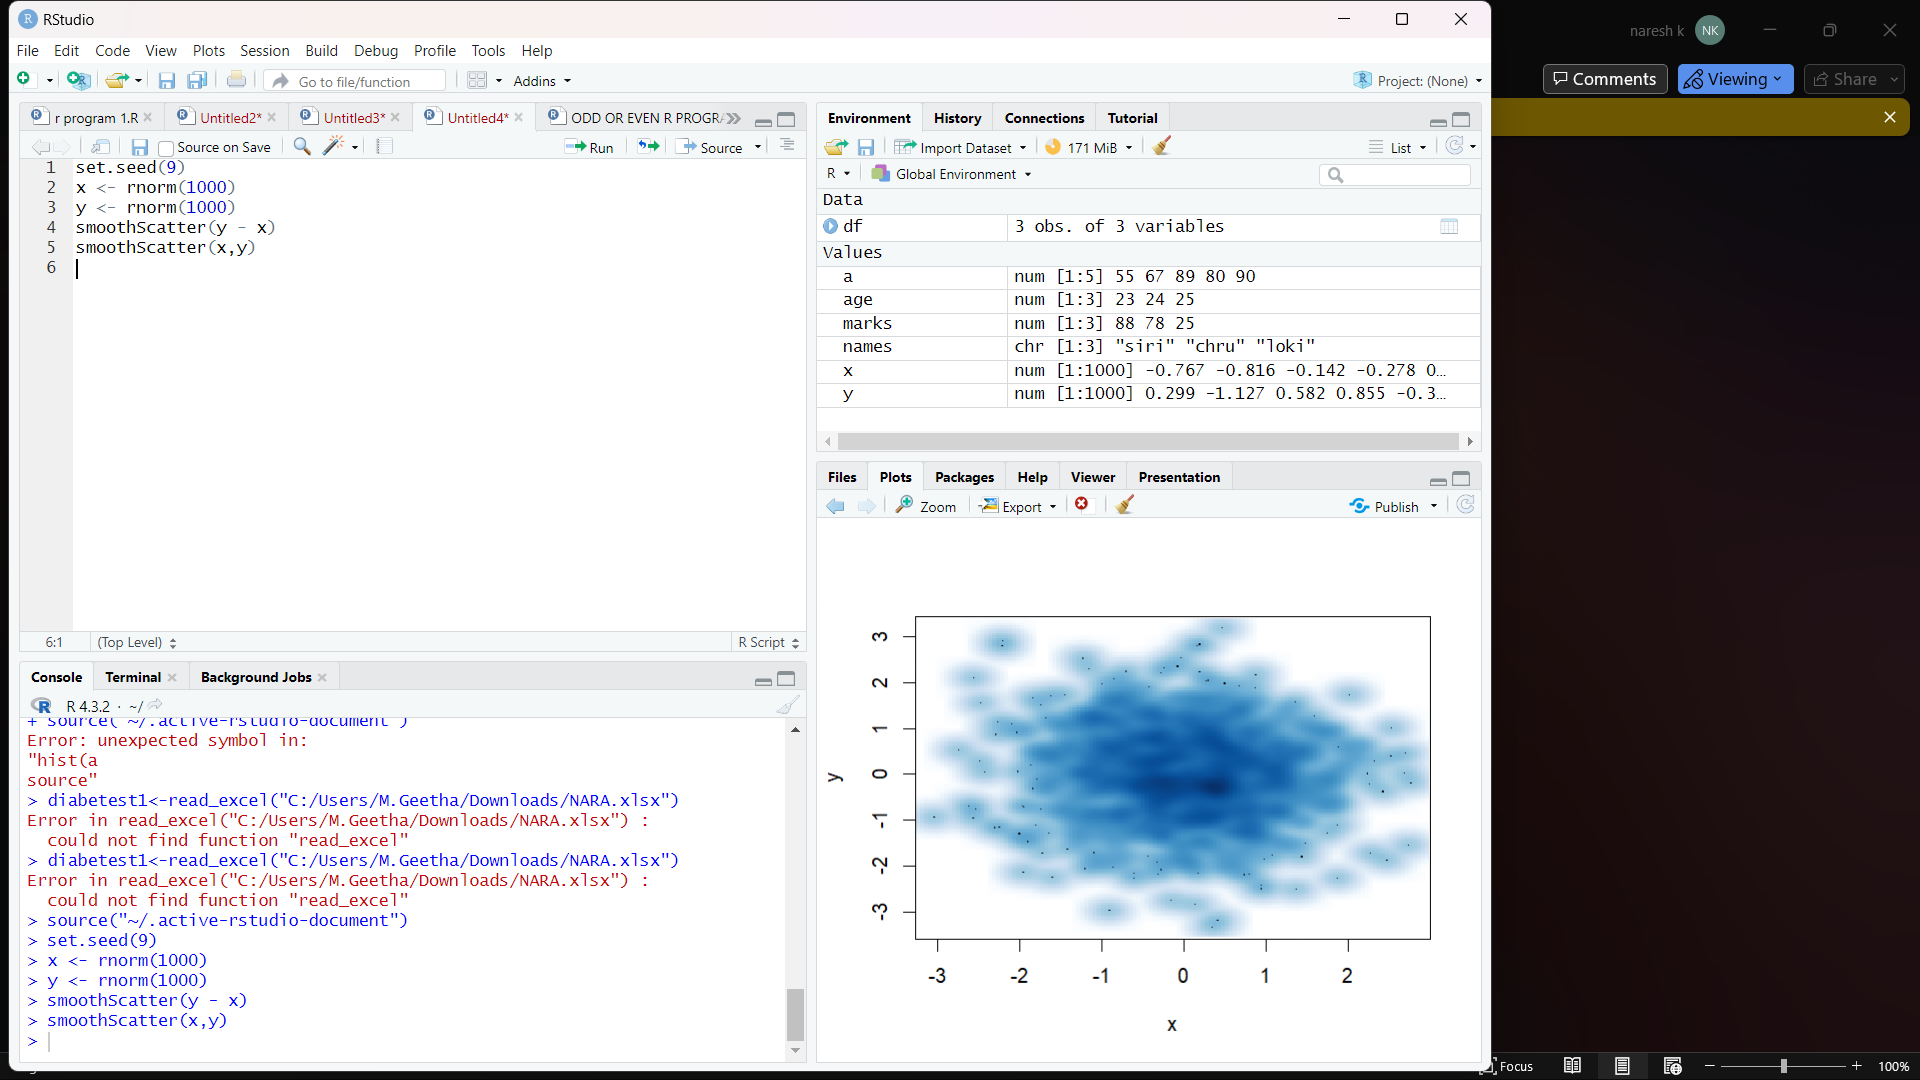 RStudio
naresh k NK
File Edit Code View Plots Session Build Debug Profile Tools Help
Go to file/function Addins Project: (None)
Comments Viewing Share
r program 1.R Untitled2* Untitled3* Untitled4* ODD OR EVEN R PROGRA
Source on Save Run Source
1 set.seed(9)
2 x <- rnorm(1000)
3 y <- rnorm(1000)
4 smoothScatter(y - x)
5 smoothScatter(x,y)
6
6:1 (Top Level) R Script
Console Terminal Background Jobs
R 4.3.2 · ~/
+ source("~/.active-rstudio-document")
Error: unexpected symbol in:
"hist(a
source"
> diabetest1<-read_excel("C:/Users/M.Geetha/Downloads/NARA.xlsx")
Error in read_excel("C:/Users/M.Geetha/Downloads/NARA.xlsx") :
could not find function "read_excel"
> diabetest1<-read_excel("C:/Users/M.Geetha/Downloads/NARA.xlsx")
Error in read_excel("C:/Users/M.Geetha/Downloads/NARA.xlsx") :
could not find function "read_excel"
> source("~/.active-rstudio-document")
> set.seed(9)
> x <- rnorm(1000)
> y <- rnorm(1000)
> smoothScatter(y - x)
> smoothScatter(x,y)
>
Environment History Connections Tutorial
Import Dataset 171 MiB List
R Global Environment
Data
df 3 obs. of 3 variables
Values
a num [1:5] 55 67 89 80 90
age num [1:3] 23 24 25
marks num [1:3] 88 78 25
names chr [1:3] "siri" "chru" "loki"
x num [1:1000] -0.767 -0.816 -0.142 -0.278 0…
y num [1:1000] 0.299 -1.127 0.582 0.855 -0.3…
Files Plots Packages Help Viewer Presentation
Zoom Export Publish
3
2
1
0
-1
-2
-3
y
-3 -2 -1 0 1 2
x
Focus 100%